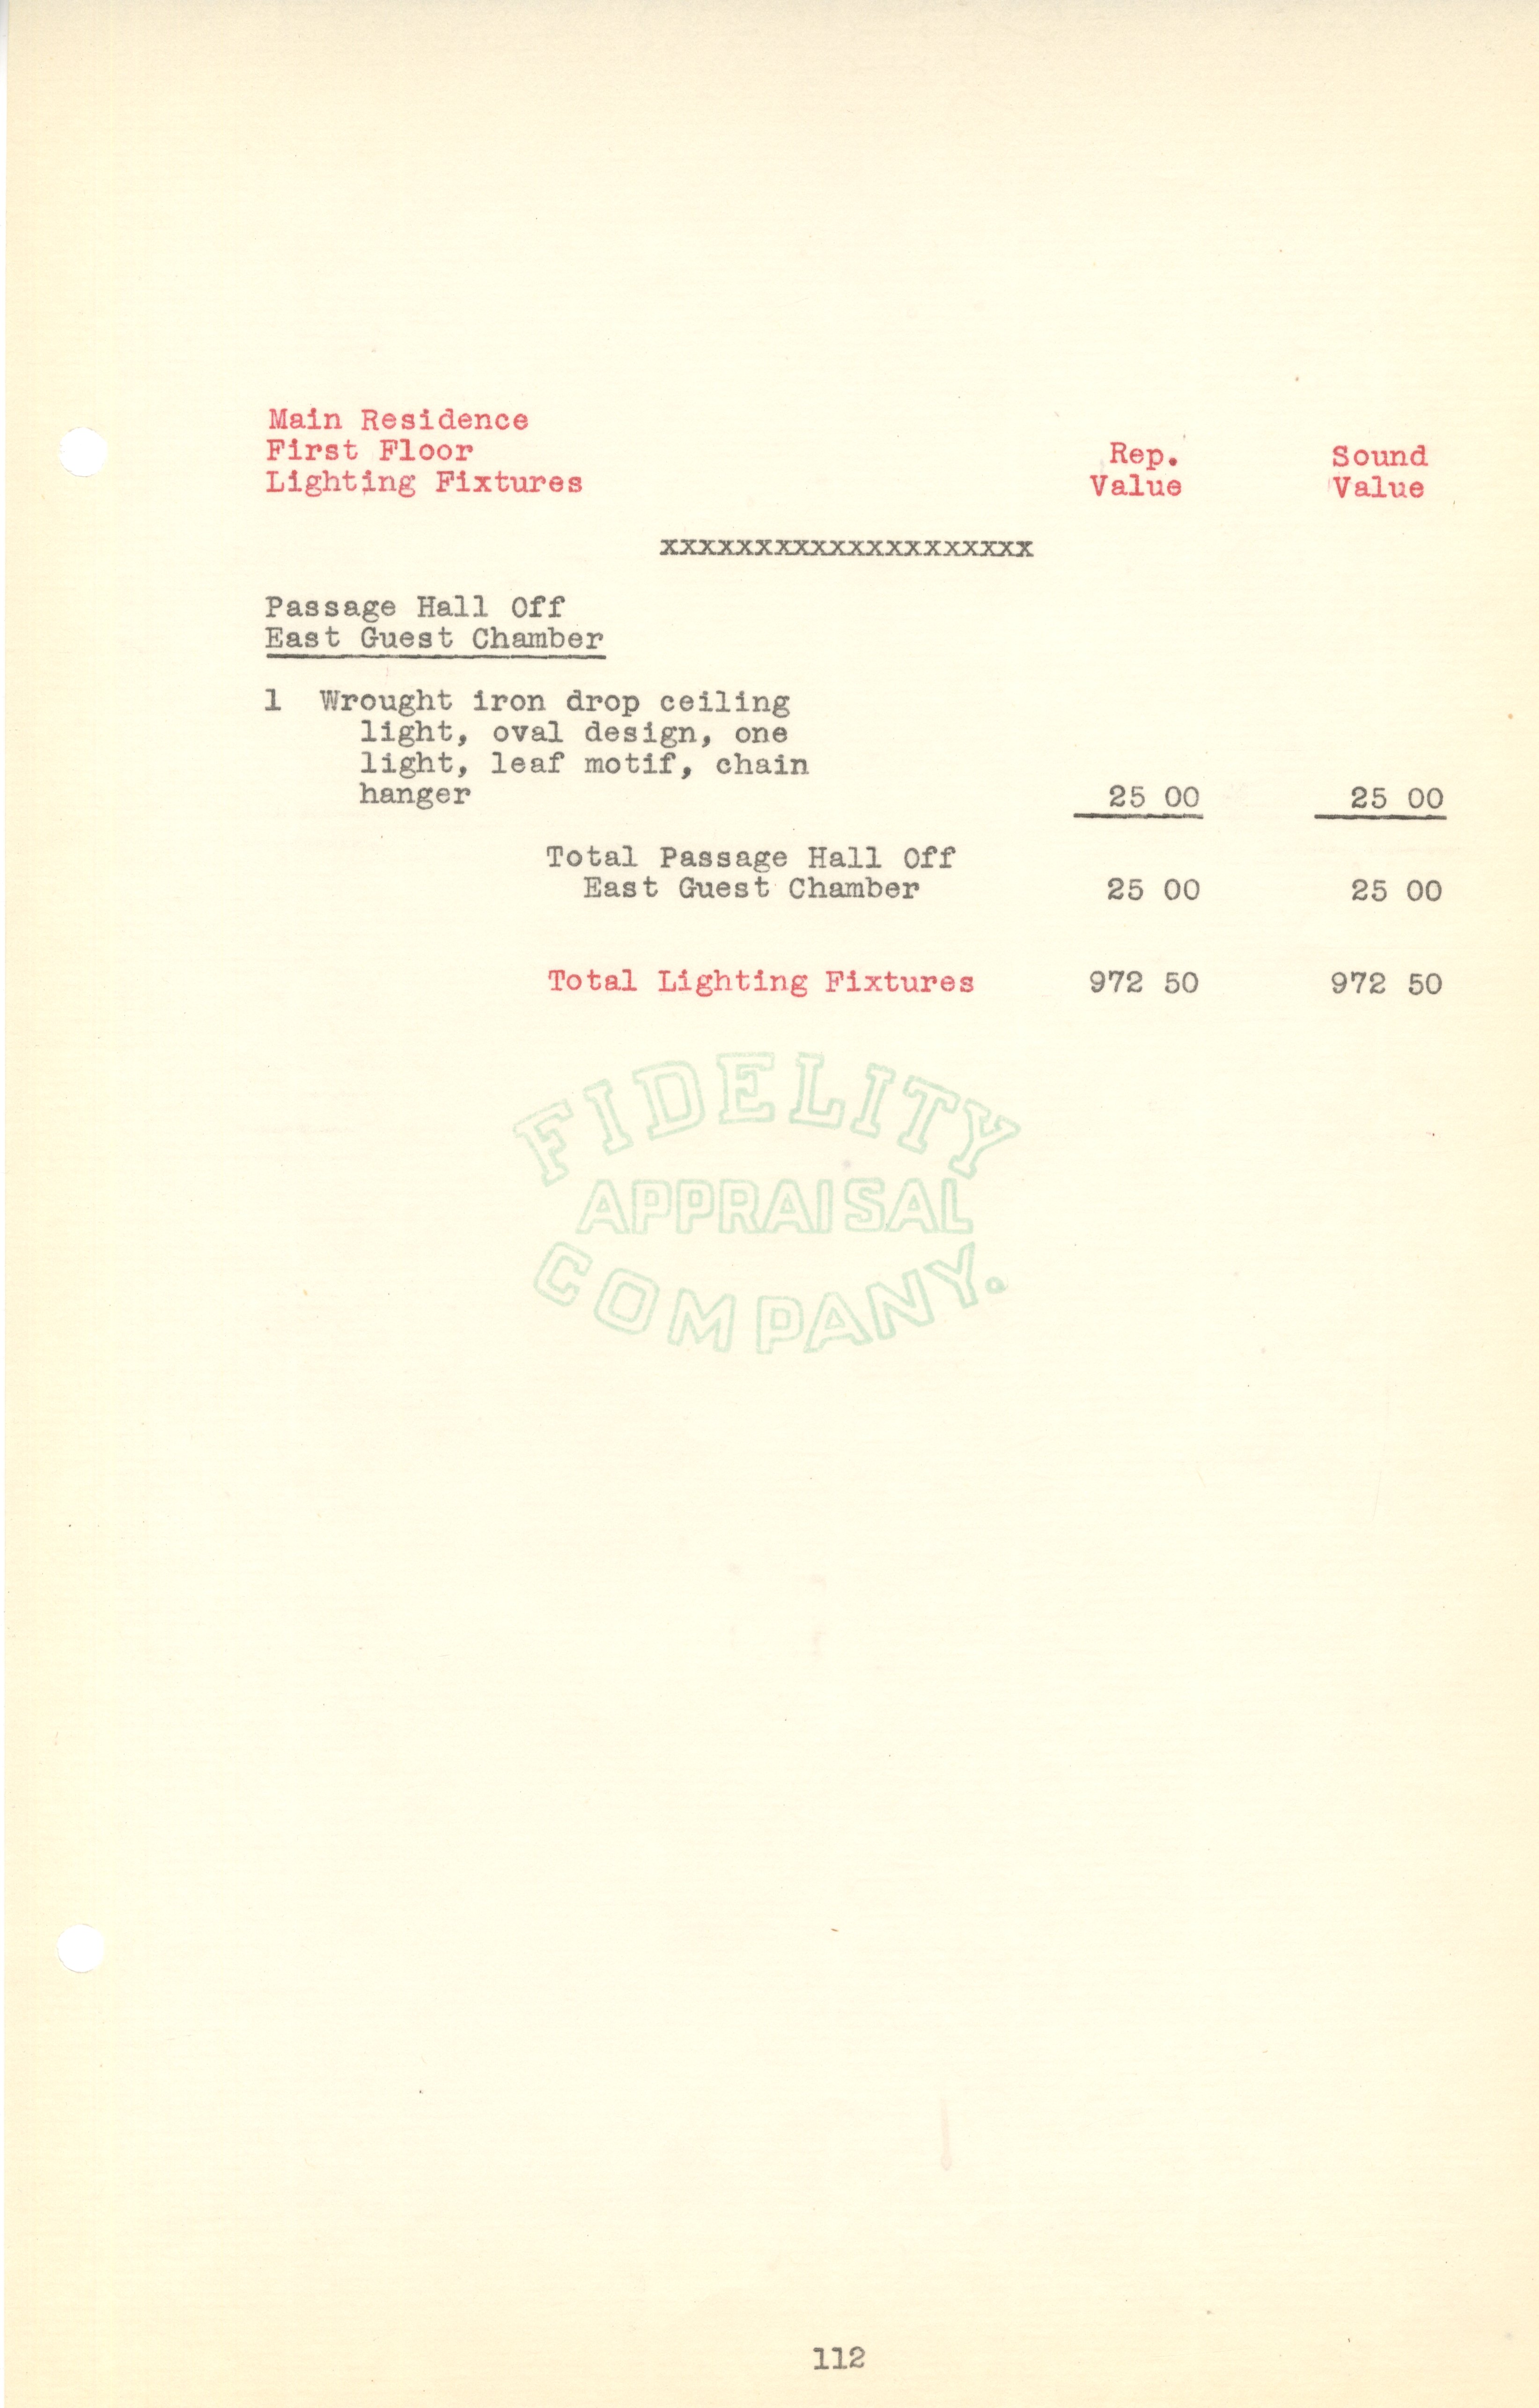 Main Residence
First Floor
Lighting Fixtures
Rep. Value
Sound Value
xxxxxxxxxxxxxxxxxxxx
Passage Hall Off
East Guest Chamber
1 Wrought iron drop ceiling
light, oval design, one
light, leaf motif, chain
hanger 25 00 25 00
Total Passage Hall Off
East Guest Chamber 25 00 25 00
Total Lighting Fixtures 972 50 972 50
FIDELITY
APPRAISAL
COMPANY.
112